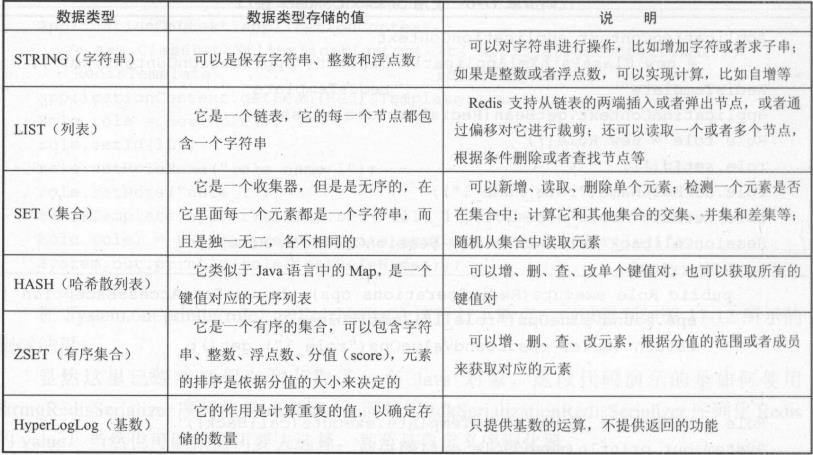 数据类型
数据类型存储的值
说 明
STRING（字符串）
可以是保存字符串、整数和浮点数
可以对字符串进行操作，比如增加字符或者求子串；
如果是整数或者浮点数，可以实现计算，比如自增等
LIST（列表）
它是一个链表，它的每一个节点都包
含一个字符串
Redis 支持从链表的两端插入或者弹出节点，或者通
过偏移对它进行裁剪；还可以读取一个或者多个节点，
根据条件删除或者查找节点等
SET（集合）
它是一个收集器，但是是无序的，在
它里面每一个元素都是一个字符串，而
且是独一无二，各不相同的
可以新增、读取、删除单个元素；检测一个元素是否
在集合中；计算它和其他集合的交集、并集和差集等；
随机从集合中读取元素
HASH（哈希散列表）
它类似于 Java 语言中的 Map，是一个
键值对应的无序列表
可以增、删、查、改单个键值对，也可以获取所有的
键值对
ZSET（有序集合）
它是一个有序的集合，可以包含字符
串、整数、浮点数、分值（score），元素
的排序是依据分值的大小来决定的
可以增、删、查、改元素，根据分值的范围或者成员
来获取对应的元素
HyperLogLog（基数）
它的作用是计算重复的值，以确定存
储的数量
只提供基数的运算，不提供返回的功能